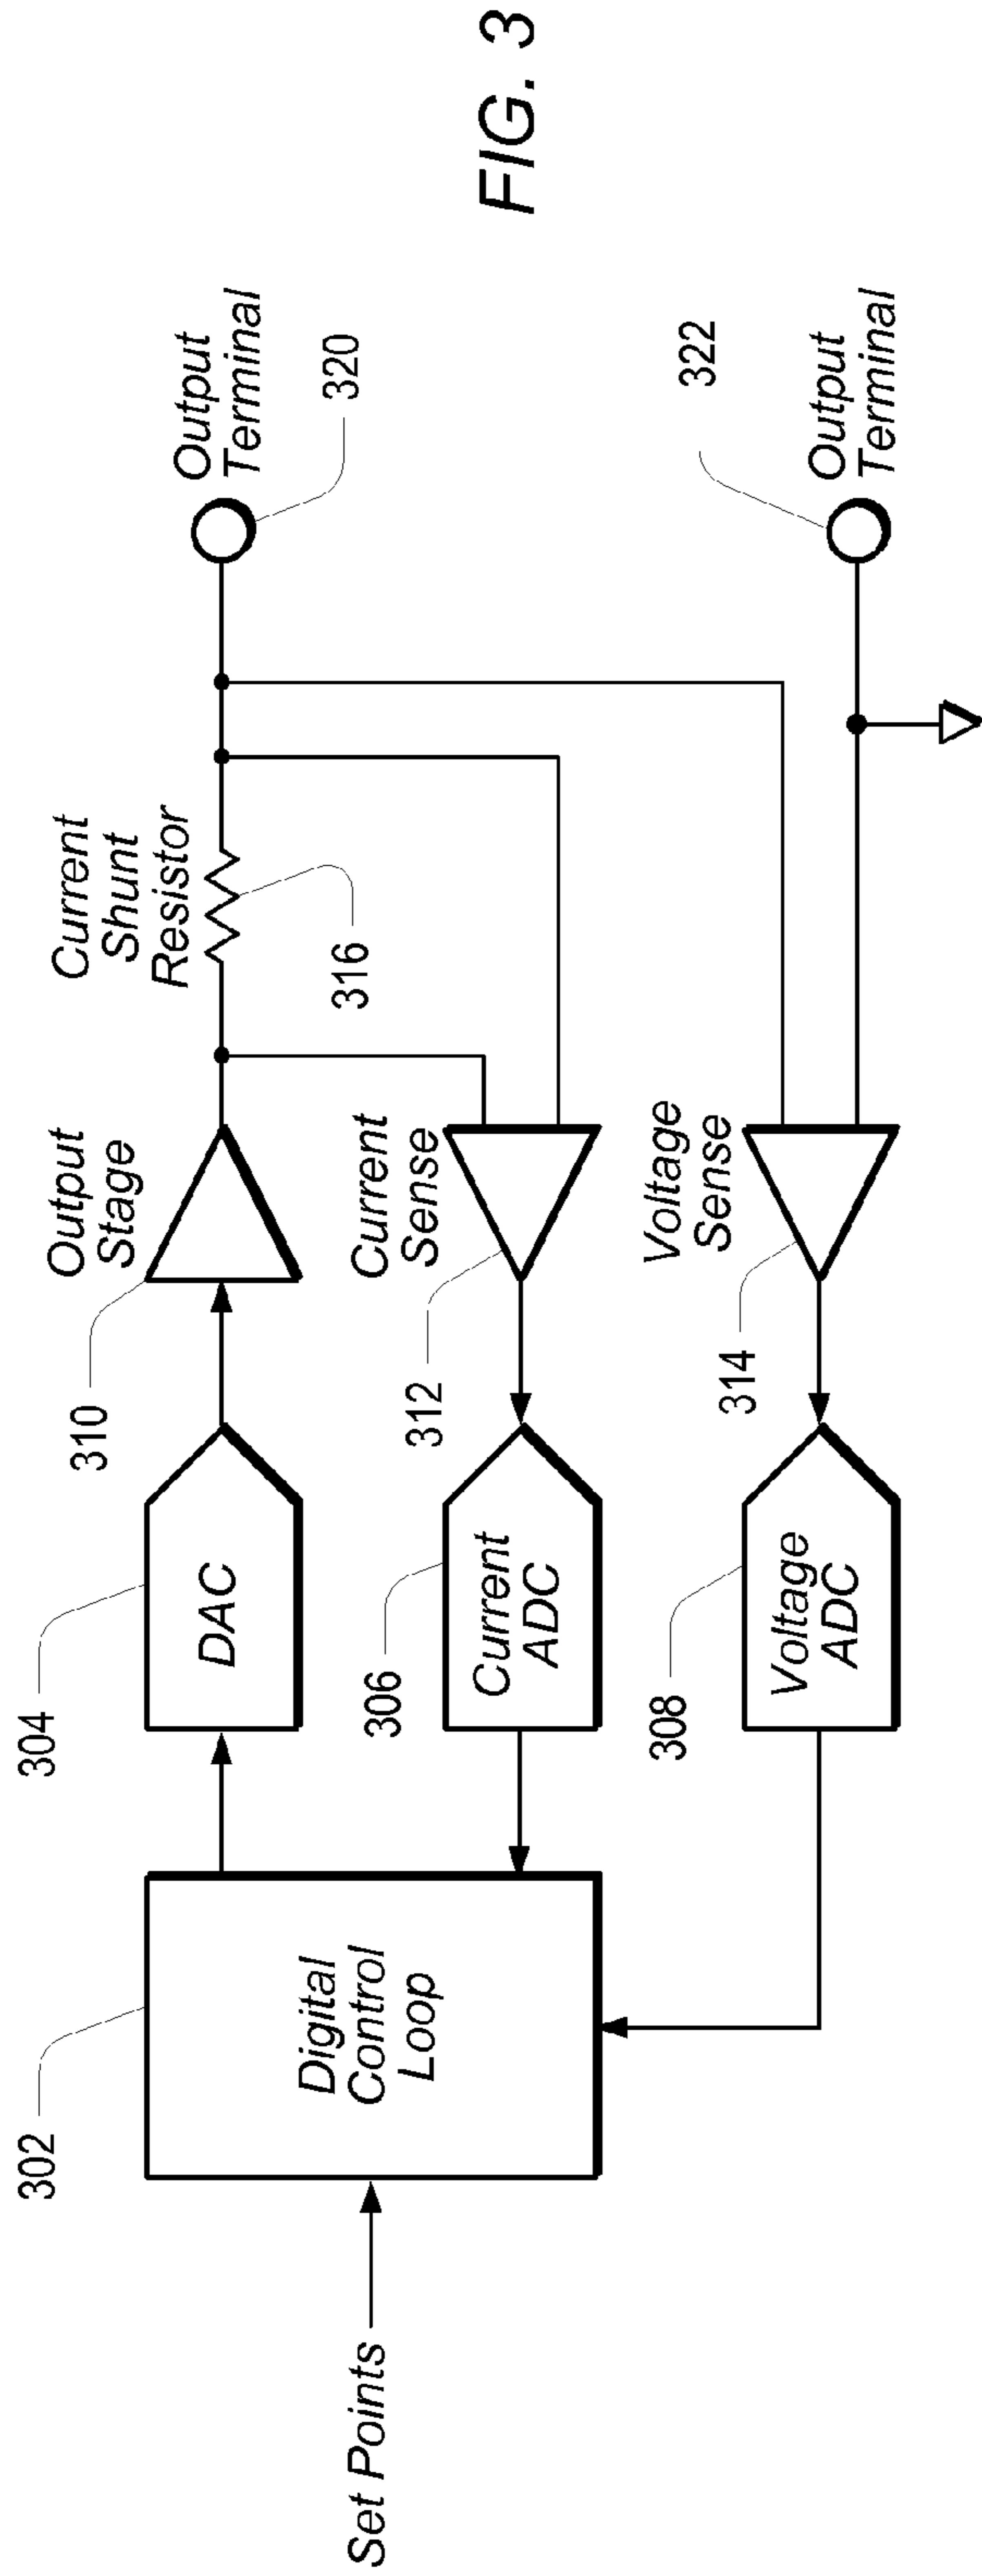 304
DAC
310
Output
Stage
Current
Shunt
Resistor
316
Output
Terminal
320
302
Digital
Control
Loop
Set Points
306
Current
ADC
312
Current
Sense
308
Voltage
ADC
314
Voltage
Sense
322
Output
Terminal
FIG. 3